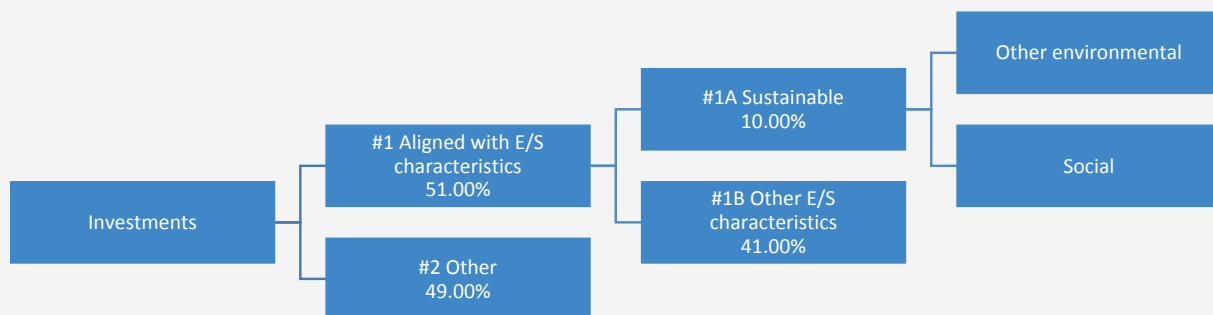 Investments
#1 Aligned with E/S
characteristics
51.00%
#2 Other
49.00%
#1A Sustainable
10.00%
#1B Other E/S
characteristics
41.00%
Other environmental
Social